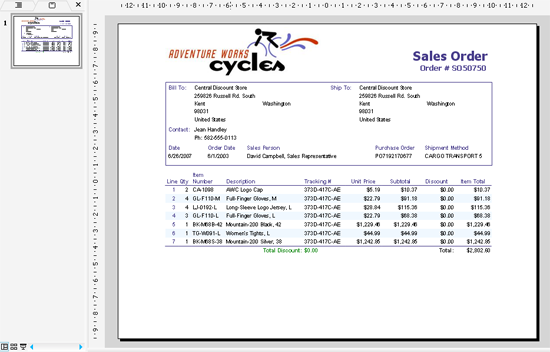 ADVENTURE WORKS
cycles
Sales Order
Order # SO50750
Bill To: Central Discount Store Ship To: Central Discount Store
259826 Russell Rd. South 259826 Russell Rd. South
Kent Washington Kent Washington
98031 98031
United States United States
Contact: Jean Handley
Ph: 582-555-0113
Date Order Date Sales Person Purchase Order Shipment Method
6/26/2007 6/1/2003 David Campbell, Sales Representative PO7192170677 CARGO TRANSPORT 5
Line Qty Item Number Description Tracking # Unit Price Subtotal Discount Item Total
1 2 CA-1098 AWC Logo Cap 373D-417C-AE $5.19 $10.37 $0.00 $10.37
2 4 GL-F110-M Full-Finger Gloves, M 373D-417C-AE $22.79 $91.18 $0.00 $91.18
3 4 LJ-0192-L Long-Sleeve Logo Jersey, L 373D-417C-AE $28.84 $115.36 $0.00 $115.36
4 3 GL-F110-L Full-Finger Gloves, L 373D-417C-AE $22.79 $68.38 $0.00 $68.38
5 1 BK-M68B-42 Mountain-200 Black, 42 373D-417C-AE $1,229.46 $1,229.46 $0.00 $1,229.46
6 1 TG-W091-L Women's Tights, L 373D-417C-AE $44.99 $44.99 $0.00 $44.99
7 1 BK-M68S-38 Mountain-200 Silver, 38 373D-417C-AE $1,242.85 $1,242.85 $0.00 $1,242.85
Total Discount: $0.00 Total: $2,802.60